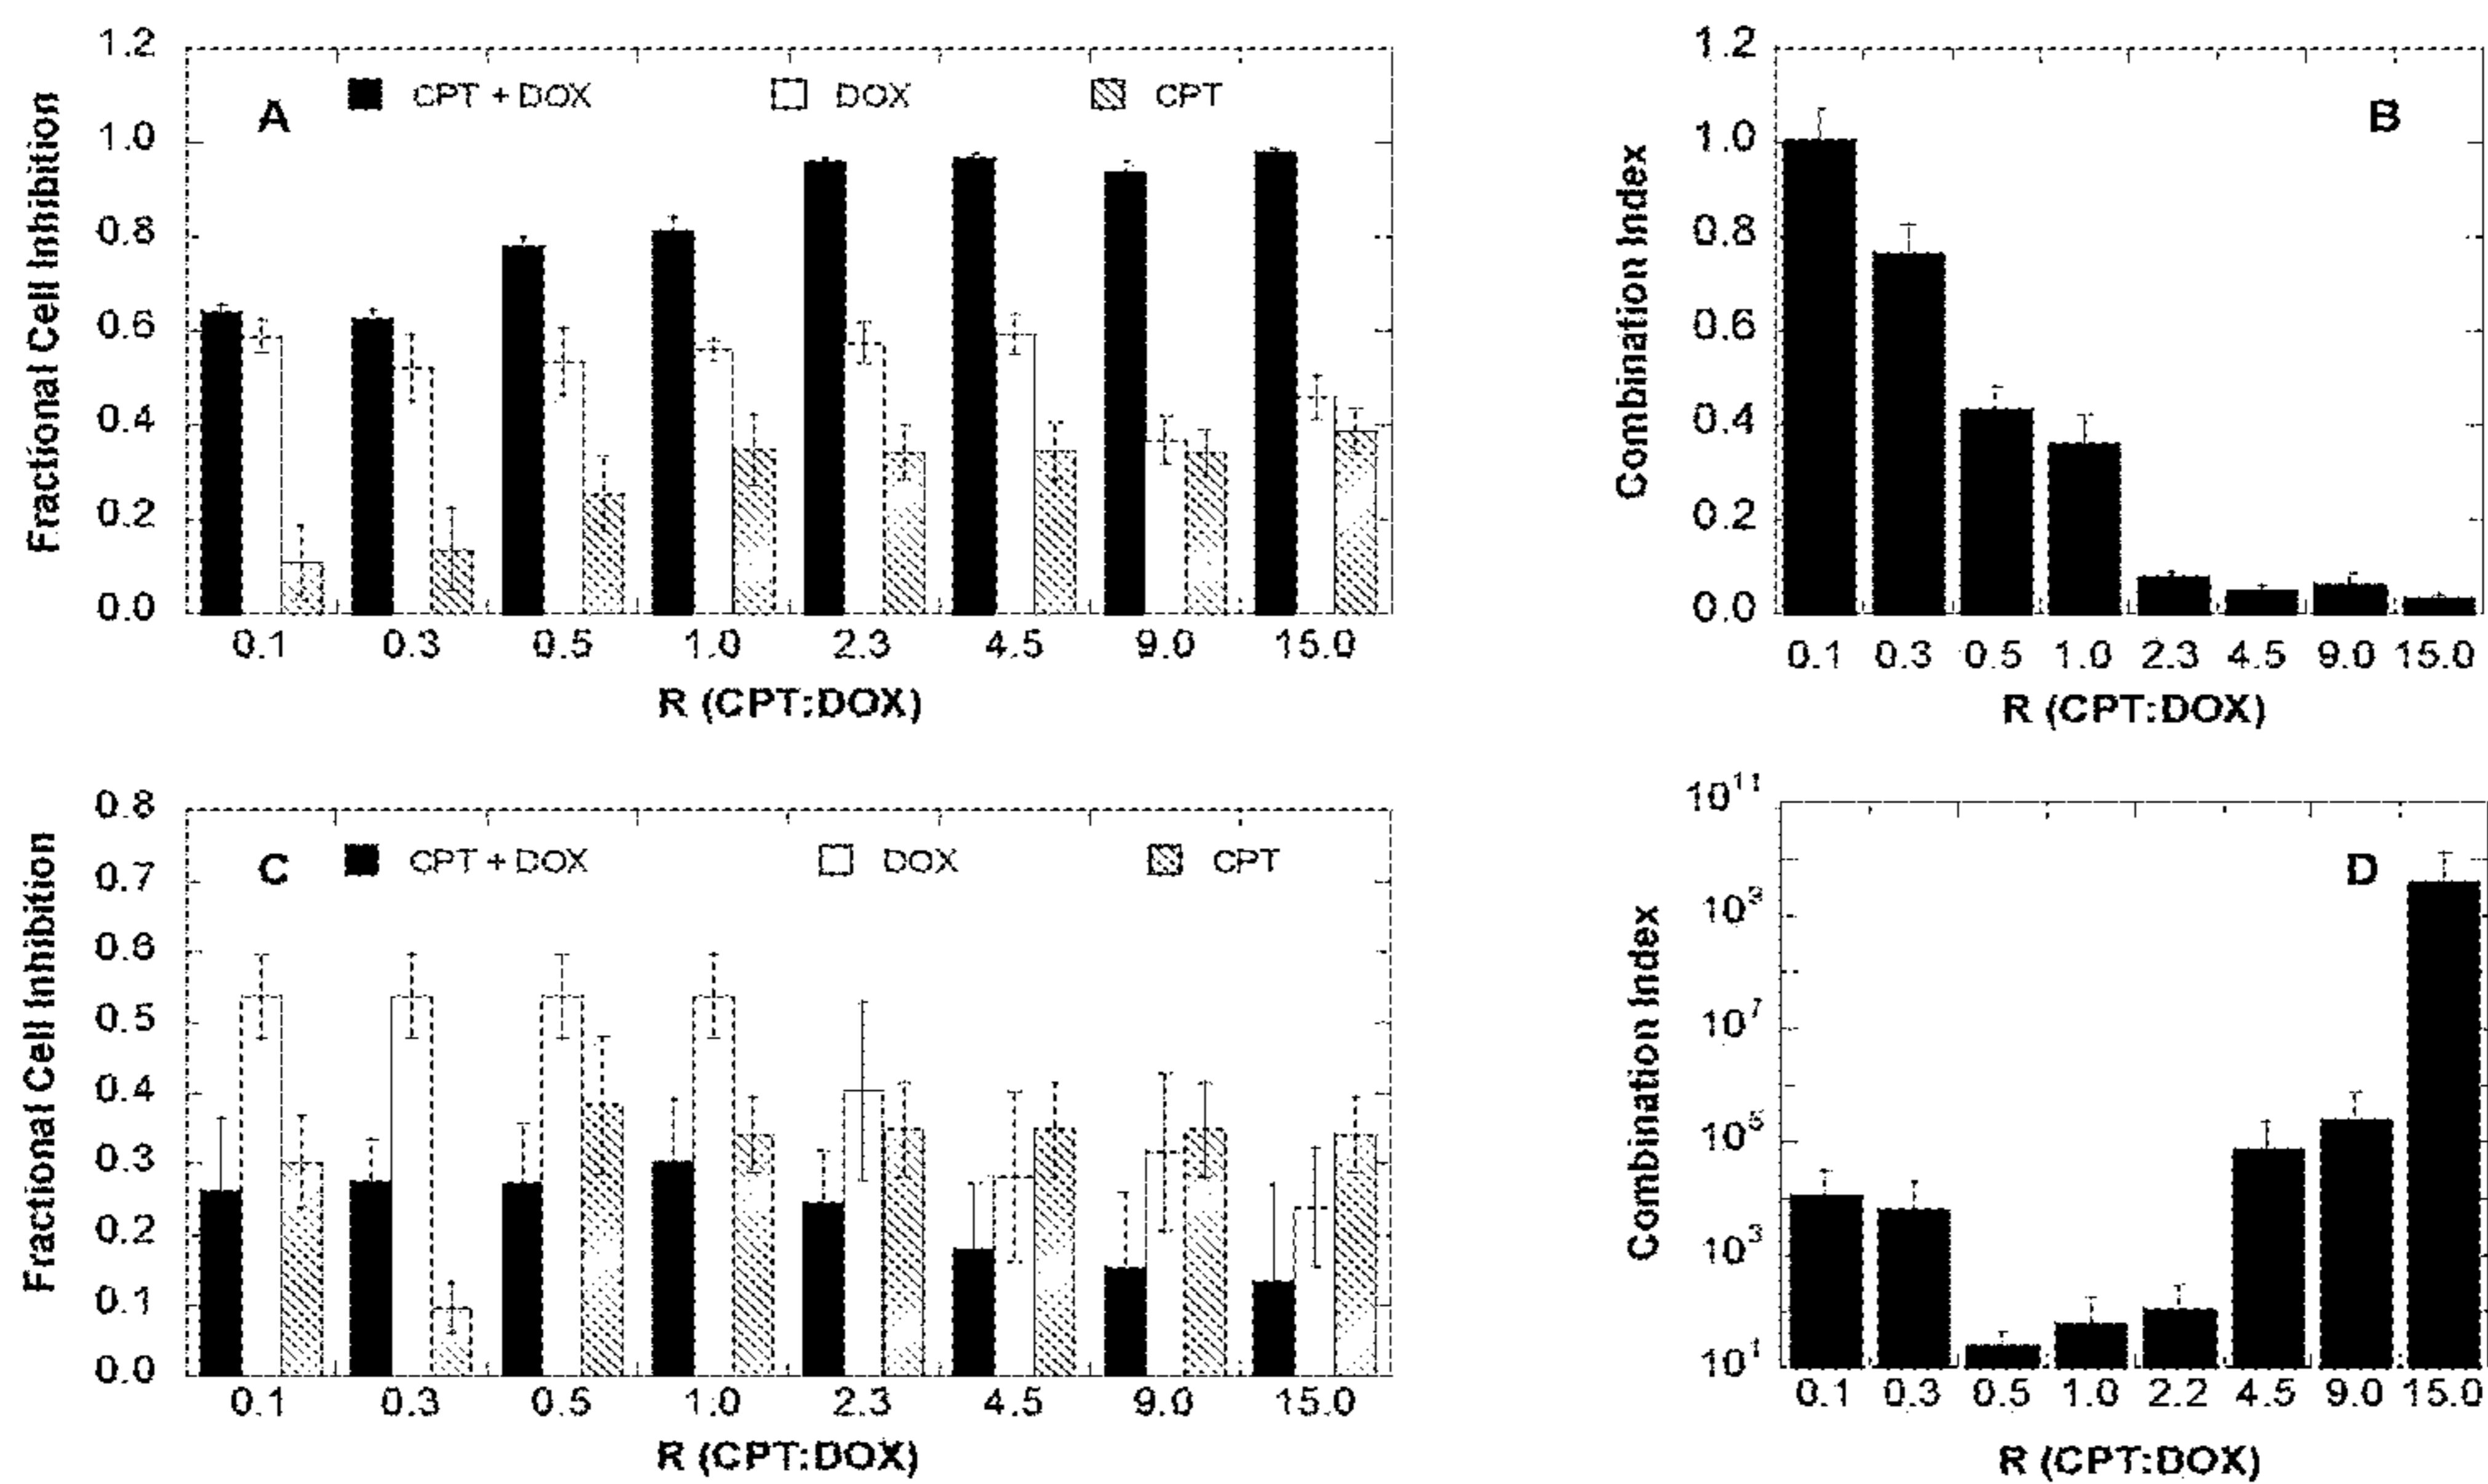 A
CPT + DOX
DOX
CPT
Fractional Cell Inhibition
1.2
1.0
0.8
0.6
0.4
0.2
0.0
0.1 0.3 0.5 1.0 2.3 4.5 9.0 15.0
R (CPT:DOX)
B
Combination Index
1.2
1.0
0.8
0.6
0.4
0.2
0.0
0.1 0.3 0.5 1.0 2.3 4.5 9.0 15.0
R (CPT:DOX)
C
CPT + DOX
DOX
CPT
Fractional Cell Inhibition
0.8
0.7
0.6
0.5
0.4
0.3
0.2
0.1
0.0
0.1 0.3 0.5 1.0 2.3 4.5 9.0 15.0
R (CPT:DOX)
D
Combination Index
10¹¹
10⁹
10⁷
10⁵
10³
10¹
0.1 0.3 0.5 1.0 2.2 4.5 9.0 15.0
R (CPT:DOX)